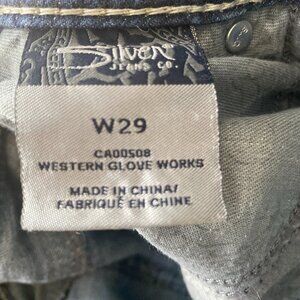 Silver
JEANS CO.
W29
CA00508
WESTERN GLOVE WORKS
MADE IN CHINA/
FABRIQUÉ EN CHINE